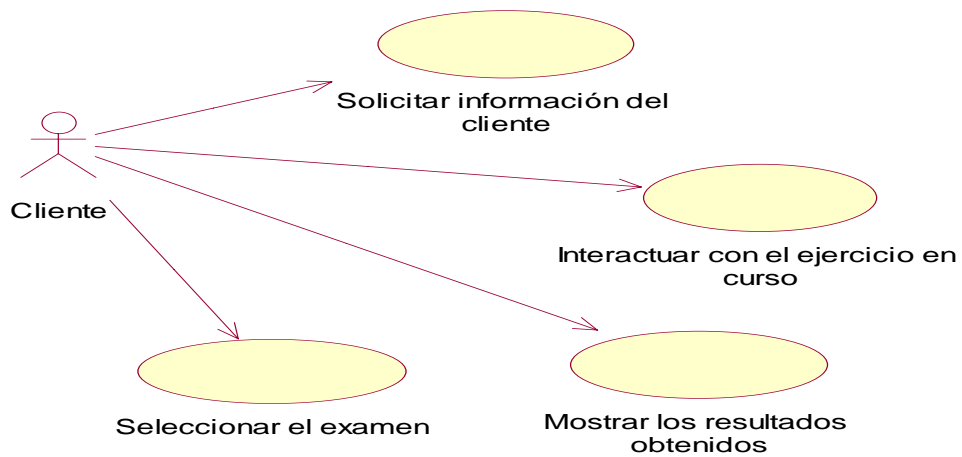 Solicitar información del
cliente
Cliente
Interactuar con el ejercicio en
curso
Seleccionar el examen
Mostrar los resultados
obtenidos